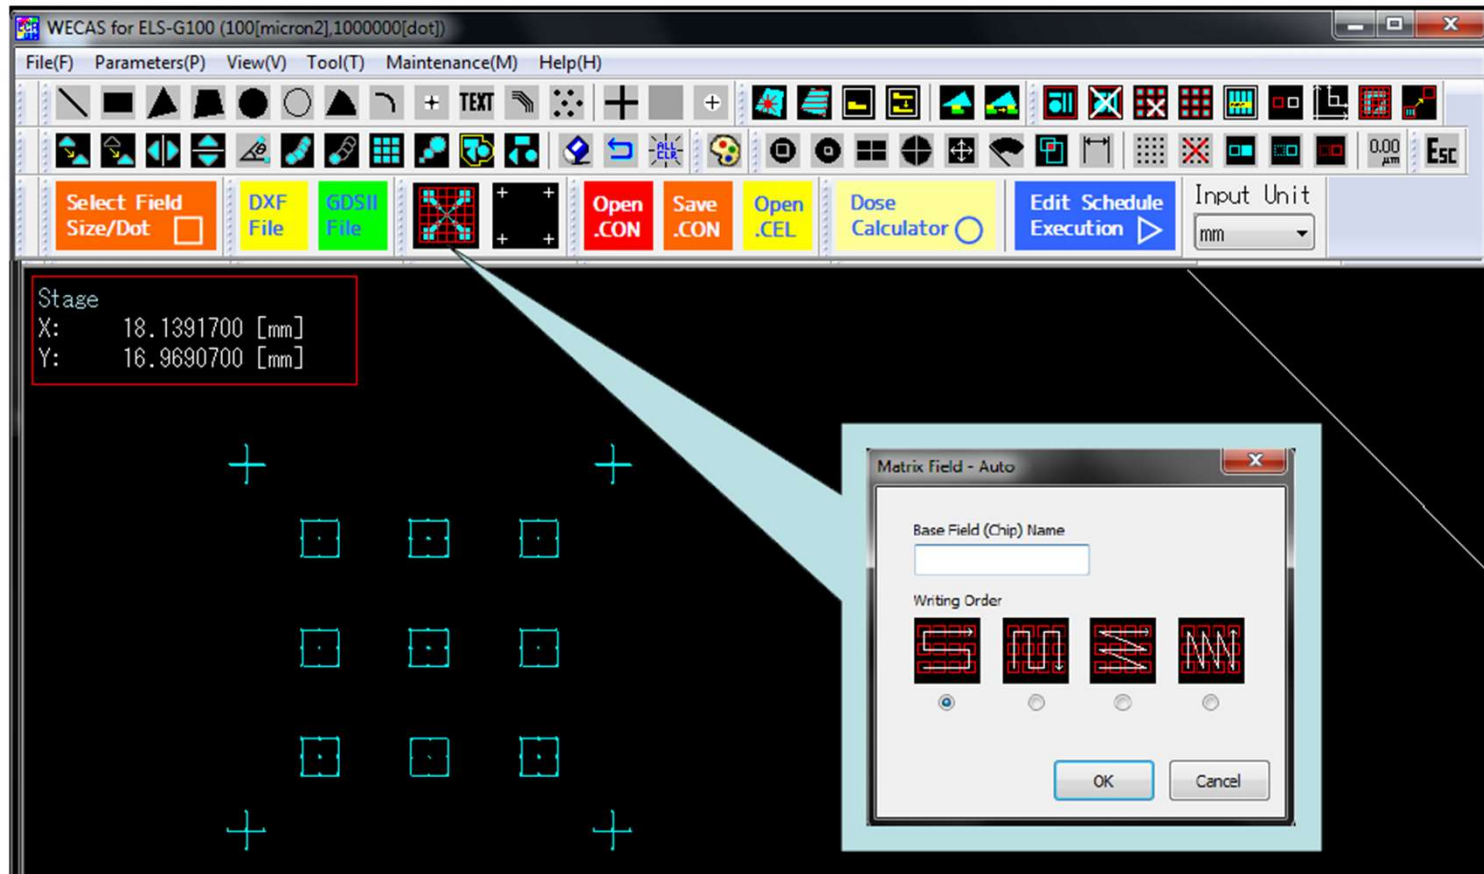 WECAS for ELS-G100 (100[micron2],1000000[dot])
File(F) Parameters(P) View(V) Tool(T) Maintenance(M) Help(H)
TEXT
ALL
CLR
0.00
μm
Esc
Select Field
Size/Dot
DXF
File
GDSII
File
Open
.CON
Save
.CON
Open
.CEL
Dose
Calculator
Edit Schedule
Execution
Input Unit
mm
Stage
X: 18.1391700 [mm]
Y: 16.9690700 [mm]
Matrix Field - Auto
Base Field (Chip) Name
Writing Order
OK Cancel